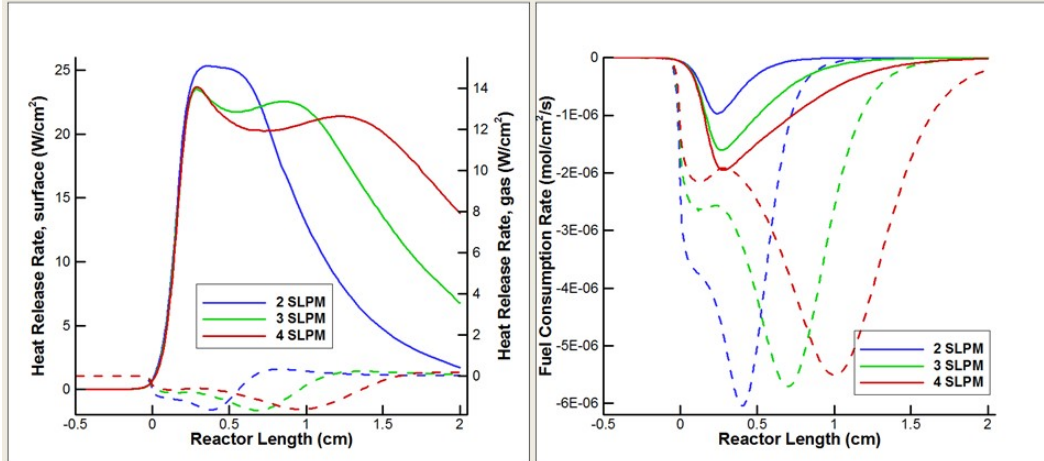 Heat Release Rate, surface (W/cm²)
25
20
15
10
5
0
2 SLPM
3 SLPM
4 SLPM
14
12
10
8
6
4
2
0
Heat Release Rate, gas (W/cm²)
-0.5 0 0.5 1 1.5 2
Reactor Length (cm)
Fuel Consumption Rate (mol/cm²/s)
0
-1E-06
-2E-06
-3E-06
-4E-06
-5E-06
-6E-06
2 SLPM
3 SLPM
4 SLPM
-0.5 0 0.5 1 1.5 2
Reactor Length (cm)